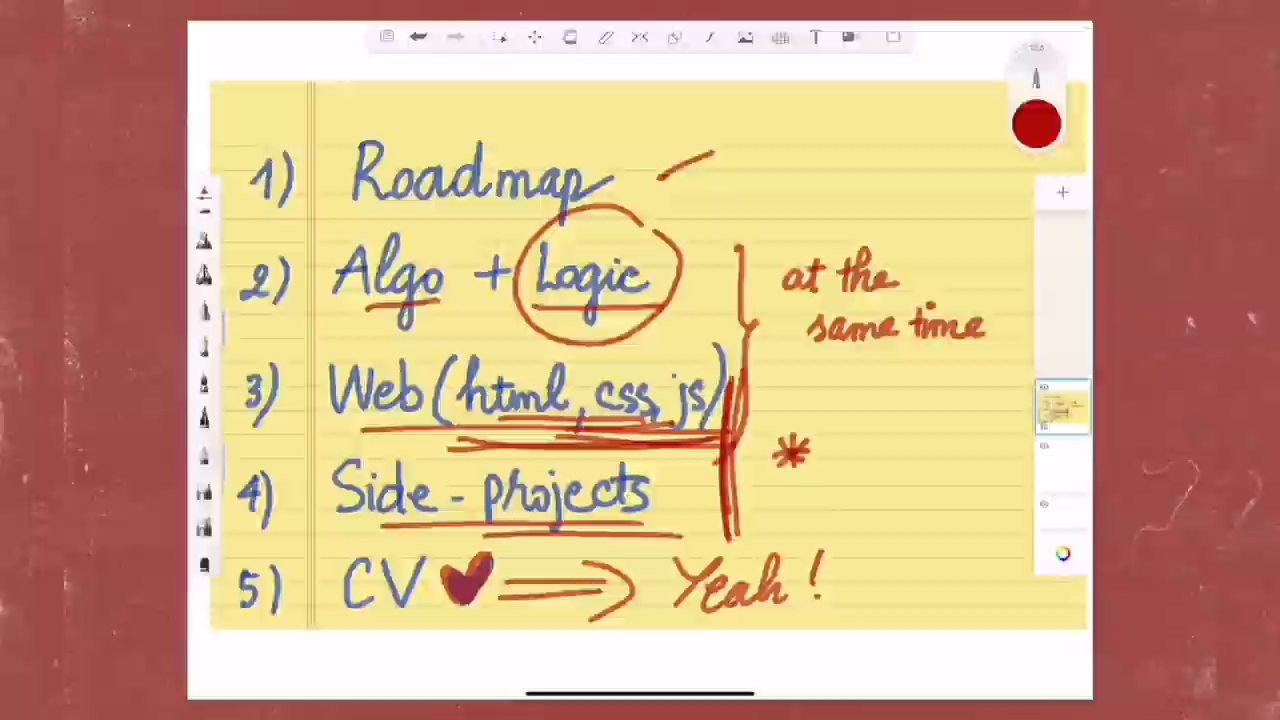 1) Roadmap
2) Algo + Logic
at the
same time
3) Web (html, css, js)
*
4) Side - projects
5) CV ♥ => Yeah !